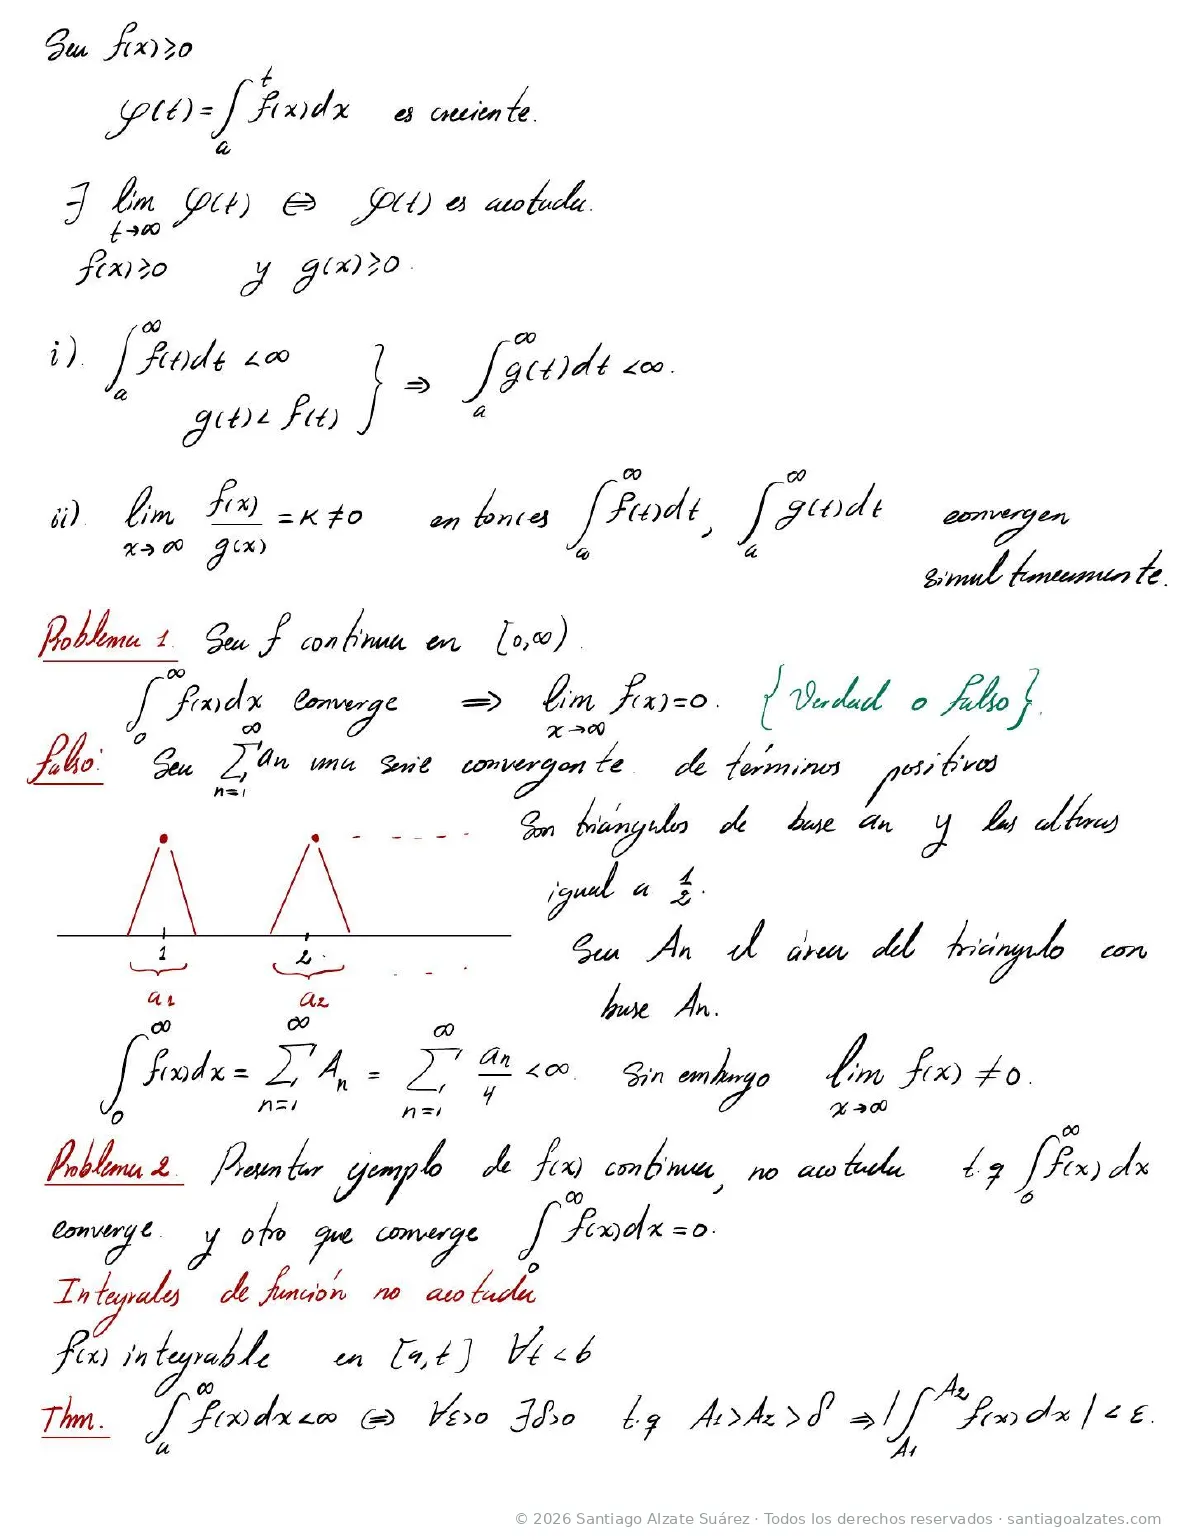 Sea f(x)≥0
φ(t) = ∫_a^t f(x)dx es creciente.
∃ lim_{t→∞} φ(t) ⇔ φ(t) es acotada.
f(x)≥0 y g(x)≥0.
i). ∫_a^∞ f(t)dt <∞
g(t)< f(t) } ⇒ ∫_a^∞ g(t)dt <∞.
ii). lim_{x→∞} f(x)/g(x) = K ≠ 0 entonces ∫_a^∞ f(t)dt, ∫_a^∞ g(t)dt convergen
simultaneamente.
Problema 1. Sea f continua en [0,∞).
∫_0^∞ f(x)dx converge ⇒ lim_{x→∞} f(x)=0. {Verdad o falso}.
falso: Sea ∑_{n=1}^∞ an una serie convergente de términos positivos
Son triángulos de base an y las alturas
igual a 1/2.
1 2.
a1 a2
Sea An el área del triángulo con
base An.
∫_0^∞ f(x)dx = ∑_{n=1}^∞ A_n = ∑_{n=1}^∞ an/4 <∞. Sin embargo lim_{x→∞} f(x) ≠ 0.
Problema 2. Presentar ejemplo de f(x) continua, no acotada t.q ∫_0^∞ f(x)dx
converge. y otro que converge ∫_0^∞ f(x)dx = 0.
Integrales de función no acotada
f(x) integrable en [a,t] ∀t<b
Thm. ∫_a^∞ f(x)dx<∞ ⇔ ∀ε>0 ∃δ>0 t.q A1>A2>δ ⇒ |∫_{A1}^{A2} f(x)dx| < ε.
© 2026 Santiago Alzate Suárez · Todos los derechos reservados · santiagoalzates.com